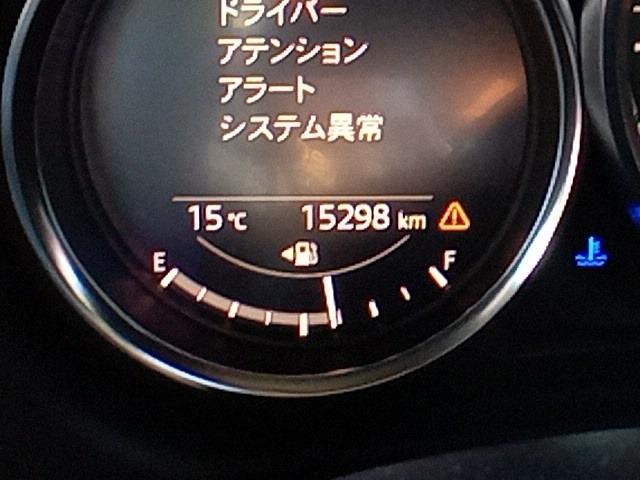 ドライバー
アテンション
アラート
システム異常
15℃ 15298 km
E F